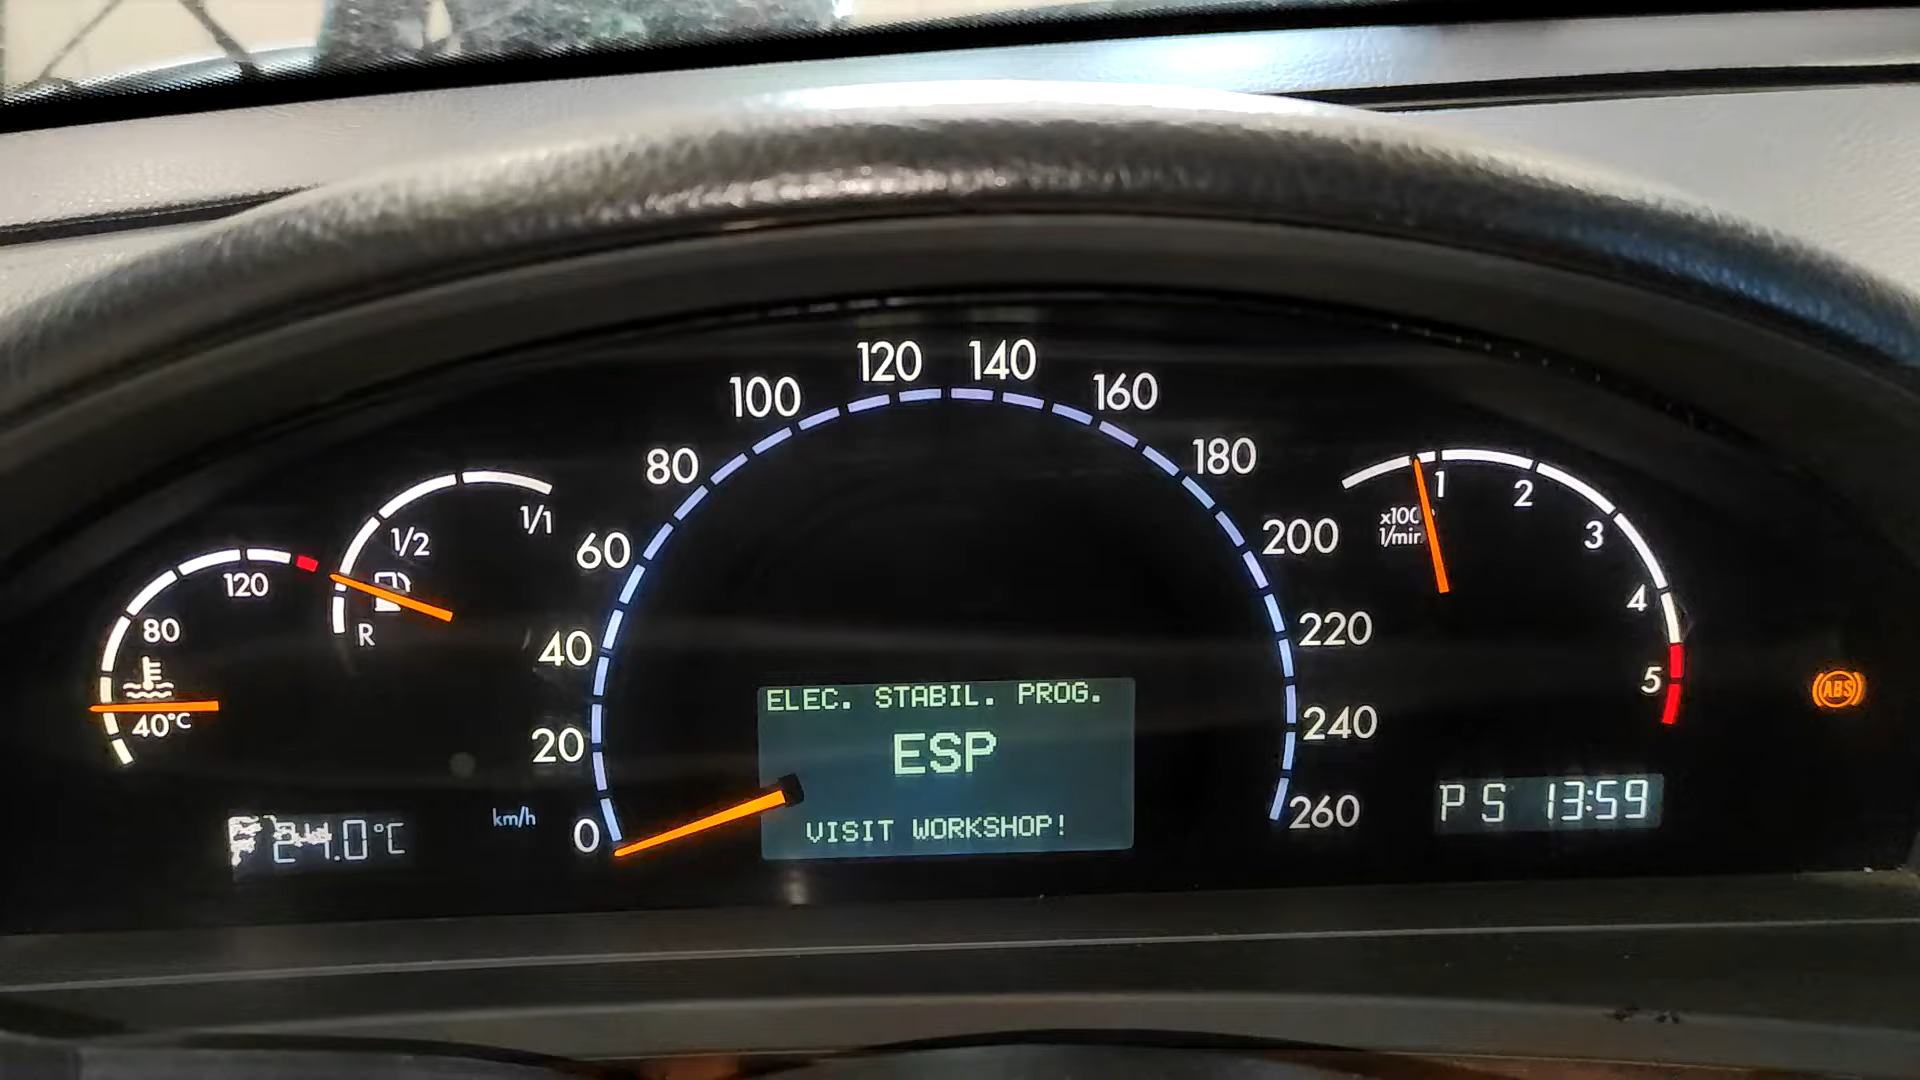 120 140
100 160
80 180
60 200
40 220
20 240
0 260
km/h
1/1
1/2
R
120
80
40°C
24.0°C
ELEC. STABIL. PROG.
ESP
VISIT WORKSHOP!
1
2
3
4
5
1/min
ABS
P S 13:59